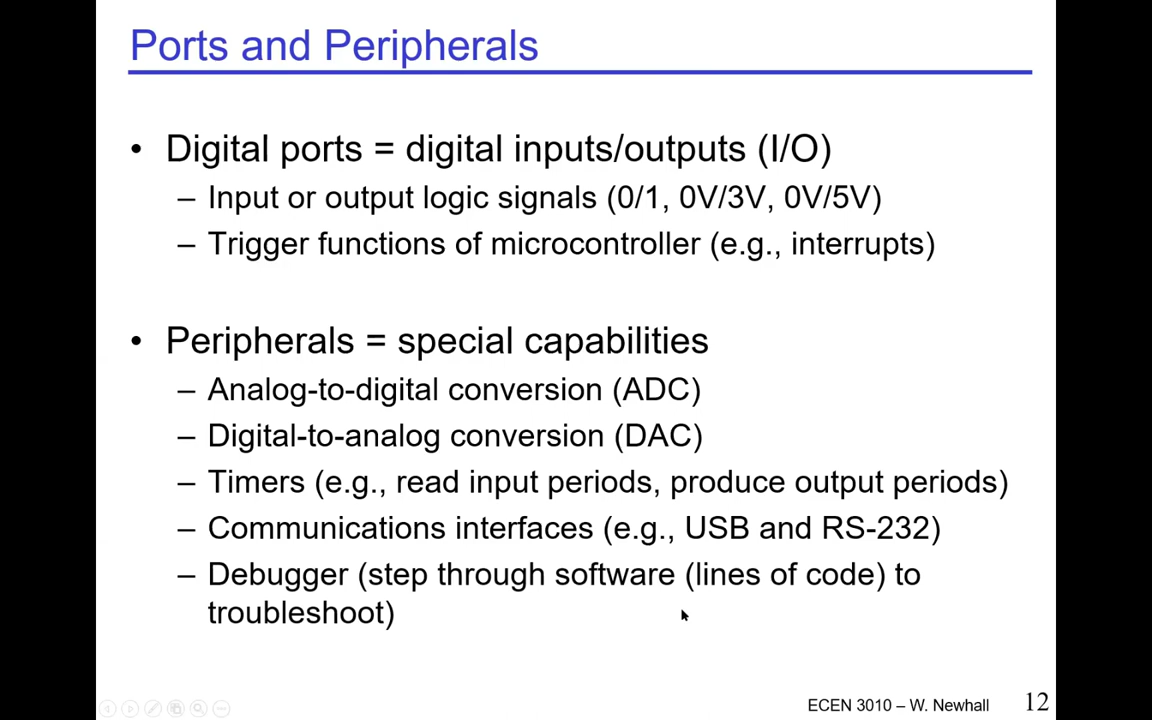 Ports and Peripherals
• Digital ports = digital inputs/outputs (I/O)
– Input or output logic signals (0/1, 0V/3V, 0V/5V)
– Trigger functions of microcontroller (e.g., interrupts)
• Peripherals = special capabilities
– Analog-to-digital conversion (ADC)
– Digital-to-analog conversion (DAC)
– Timers (e.g., read input periods, produce output periods)
– Communications interfaces (e.g., USB and RS-232)
– Debugger (step through software (lines of code) to
troubleshoot)
ECEN 3010 – W. Newhall 12